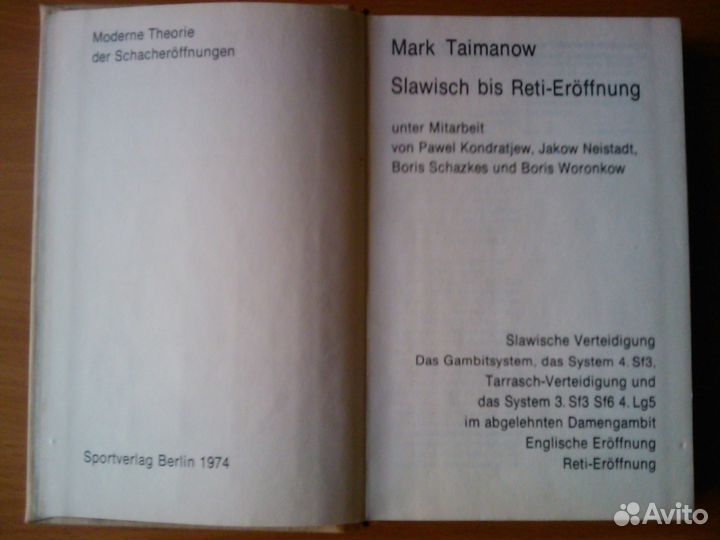 Moderne Theorie
der Schacheröffnungen
Sportverlag Berlin 1974
Mark Taimanow
Slawisch bis Reti-Eröffnung
unter Mitarbeit
von Pawel Kondratjew, Jakow Neistadt,
Boris Schazkes und Boris Woronkow
Slawische Verteidigung
Das Gambitsystem, das System 4. Sf3,
Tarrasch-Verteidigung und
das System 3. Sf3 Sf6 4. Lg5
im abgelehnten Damengambit
Englische Eröffnung
Reti-Eröffnung
Avito